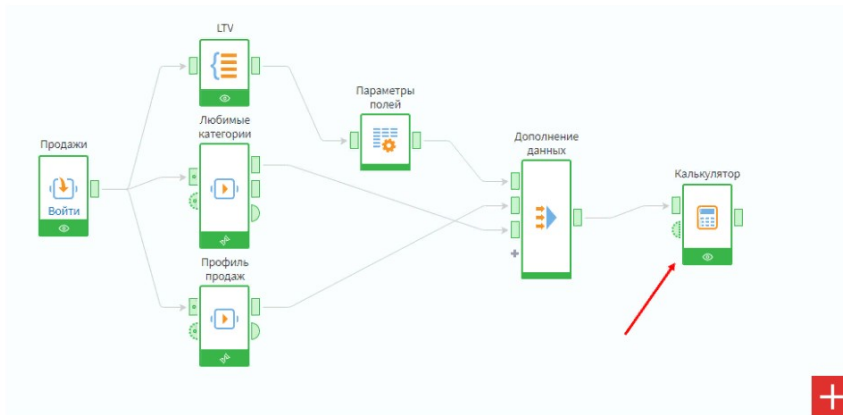 LTV
Параметры
полей
Любимые
категории
Дополнение
данных
Продажи
Войти
Калькулятор
Профиль
продаж